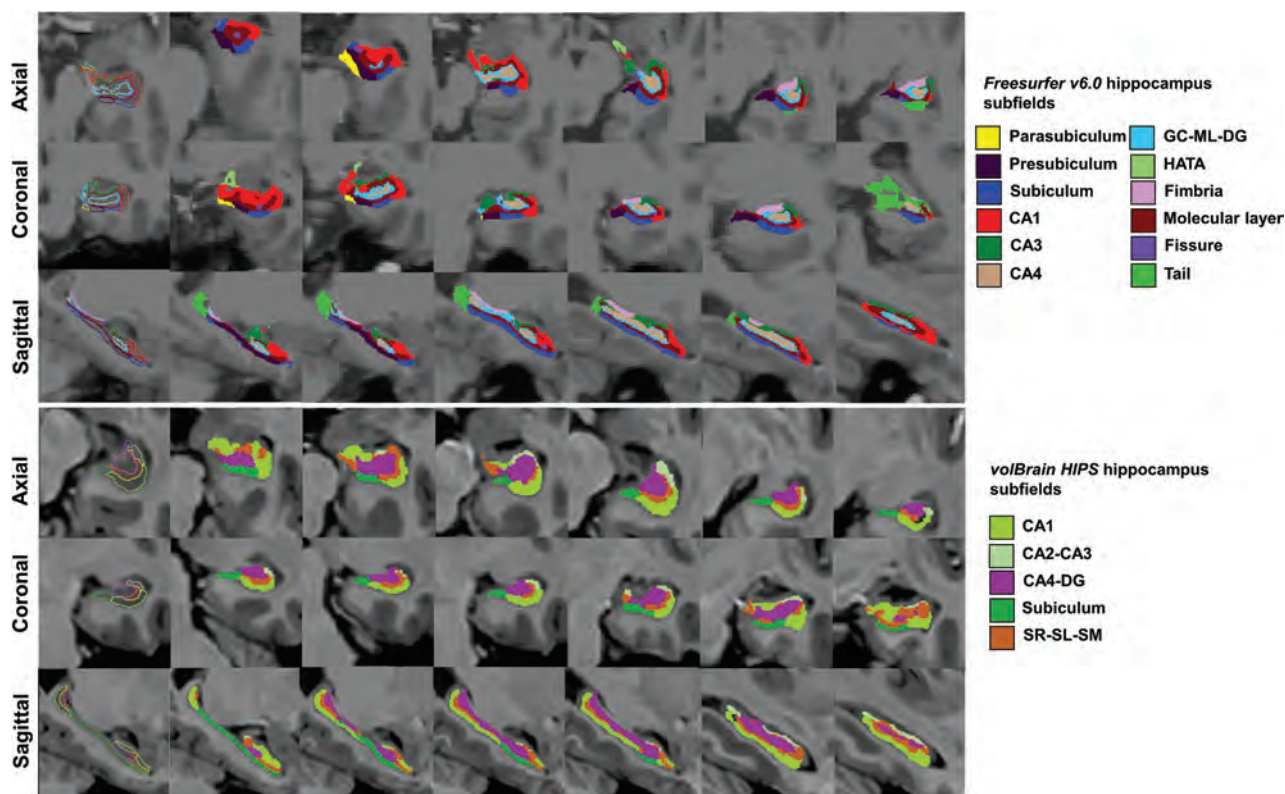 Axial
Coronal
Sagittal
Freesurfer v6.0 hippocampus
subfields
Parasubiculum
Presubiculum
Subiculum
CA1
CA3
CA4
GC-ML-DG
HATA
Fimbria
Molecular layer
Fissure
Tail
Axial
Coronal
Sagittal
volBrain HIPS hippocampus
subfields
CA1
CA2-CA3
CA4-DG
Subiculum
SR-SL-SM